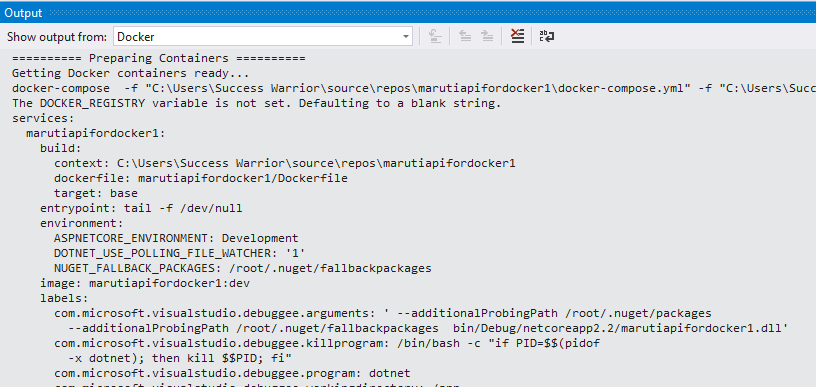 Output
Show output from: Docker
========== Preparing Containers ==========
Getting Docker containers ready...
docker-compose  -f "C:\Users\Success Warrior\source\repos\marutiapifordocker1\docker-compose.yml" -f "C:\Users\Succ
The DOCKER_REGISTRY variable is not set. Defaulting to a blank string.
services:
  marutiapifordocker1:
    build:
      context: C:\Users\Success Warrior\source\repos\marutiapifordocker1
      dockerfile: marutiapifordocker1/Dockerfile
      target: base
    entrypoint: tail -f /dev/null
    environment:
      ASPNETCORE_ENVIRONMENT: Development
      DOTNET_USE_POLLING_FILE_WATCHER: '1'
      NUGET_FALLBACK_PACKAGES: /root/.nuget/fallbackpackages
    image: marutiapifordocker1:dev
    labels:
      com.microsoft.visualstudio.debuggee.arguments: ' --additionalProbingPath /root/.nuget/packages
        --additionalProbingPath /root/.nuget/fallbackpackages  bin/Debug/netcoreapp2.2/marutiapifordocker1.dll'
      com.microsoft.visualstudio.debuggee.killprogram: /bin/bash -c "if PID=$$(pidof
        -x dotnet); then kill $$PID; fi"
      com.microsoft.visualstudio.debuggee.program: dotnet
      com.microsoft.visualstudio.debuggee.workingdirectory: /app